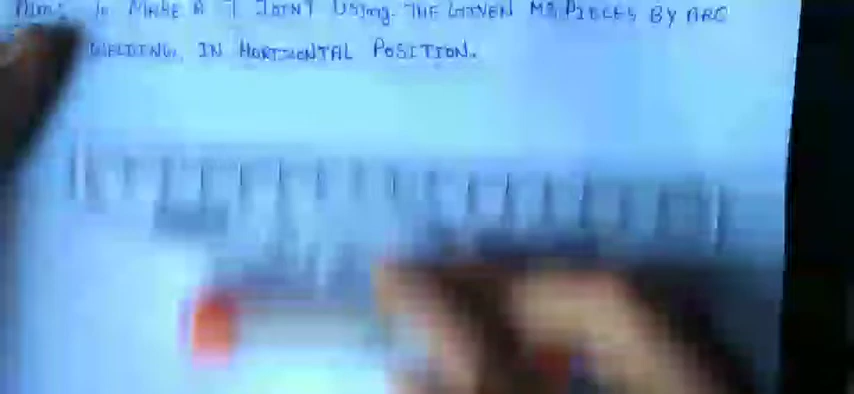 Aim: To MAKE A T JOINT Using THE GIVEN MS PIECES BY ARC
WELDING. IN HORIZONTAL POSITION.